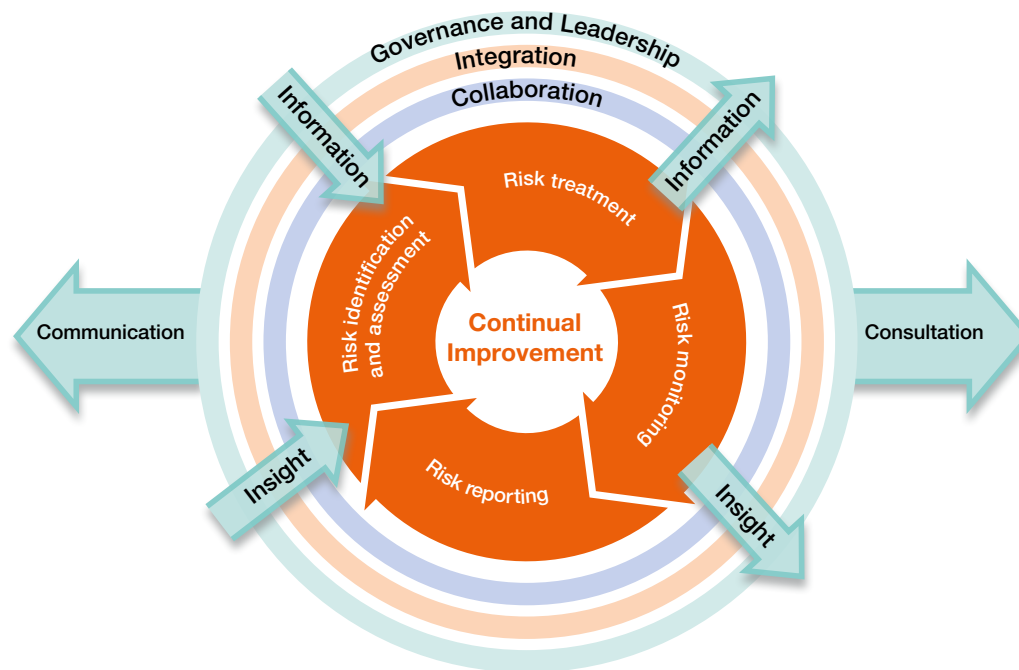 Governance and Leadership
Integration
Collaboration
Information
Information
Risk treatment
Risk identification
and assessment
Communication
Continual
Improvement
Consultation
Risk monitoring
Risk reporting
Insight
Insight